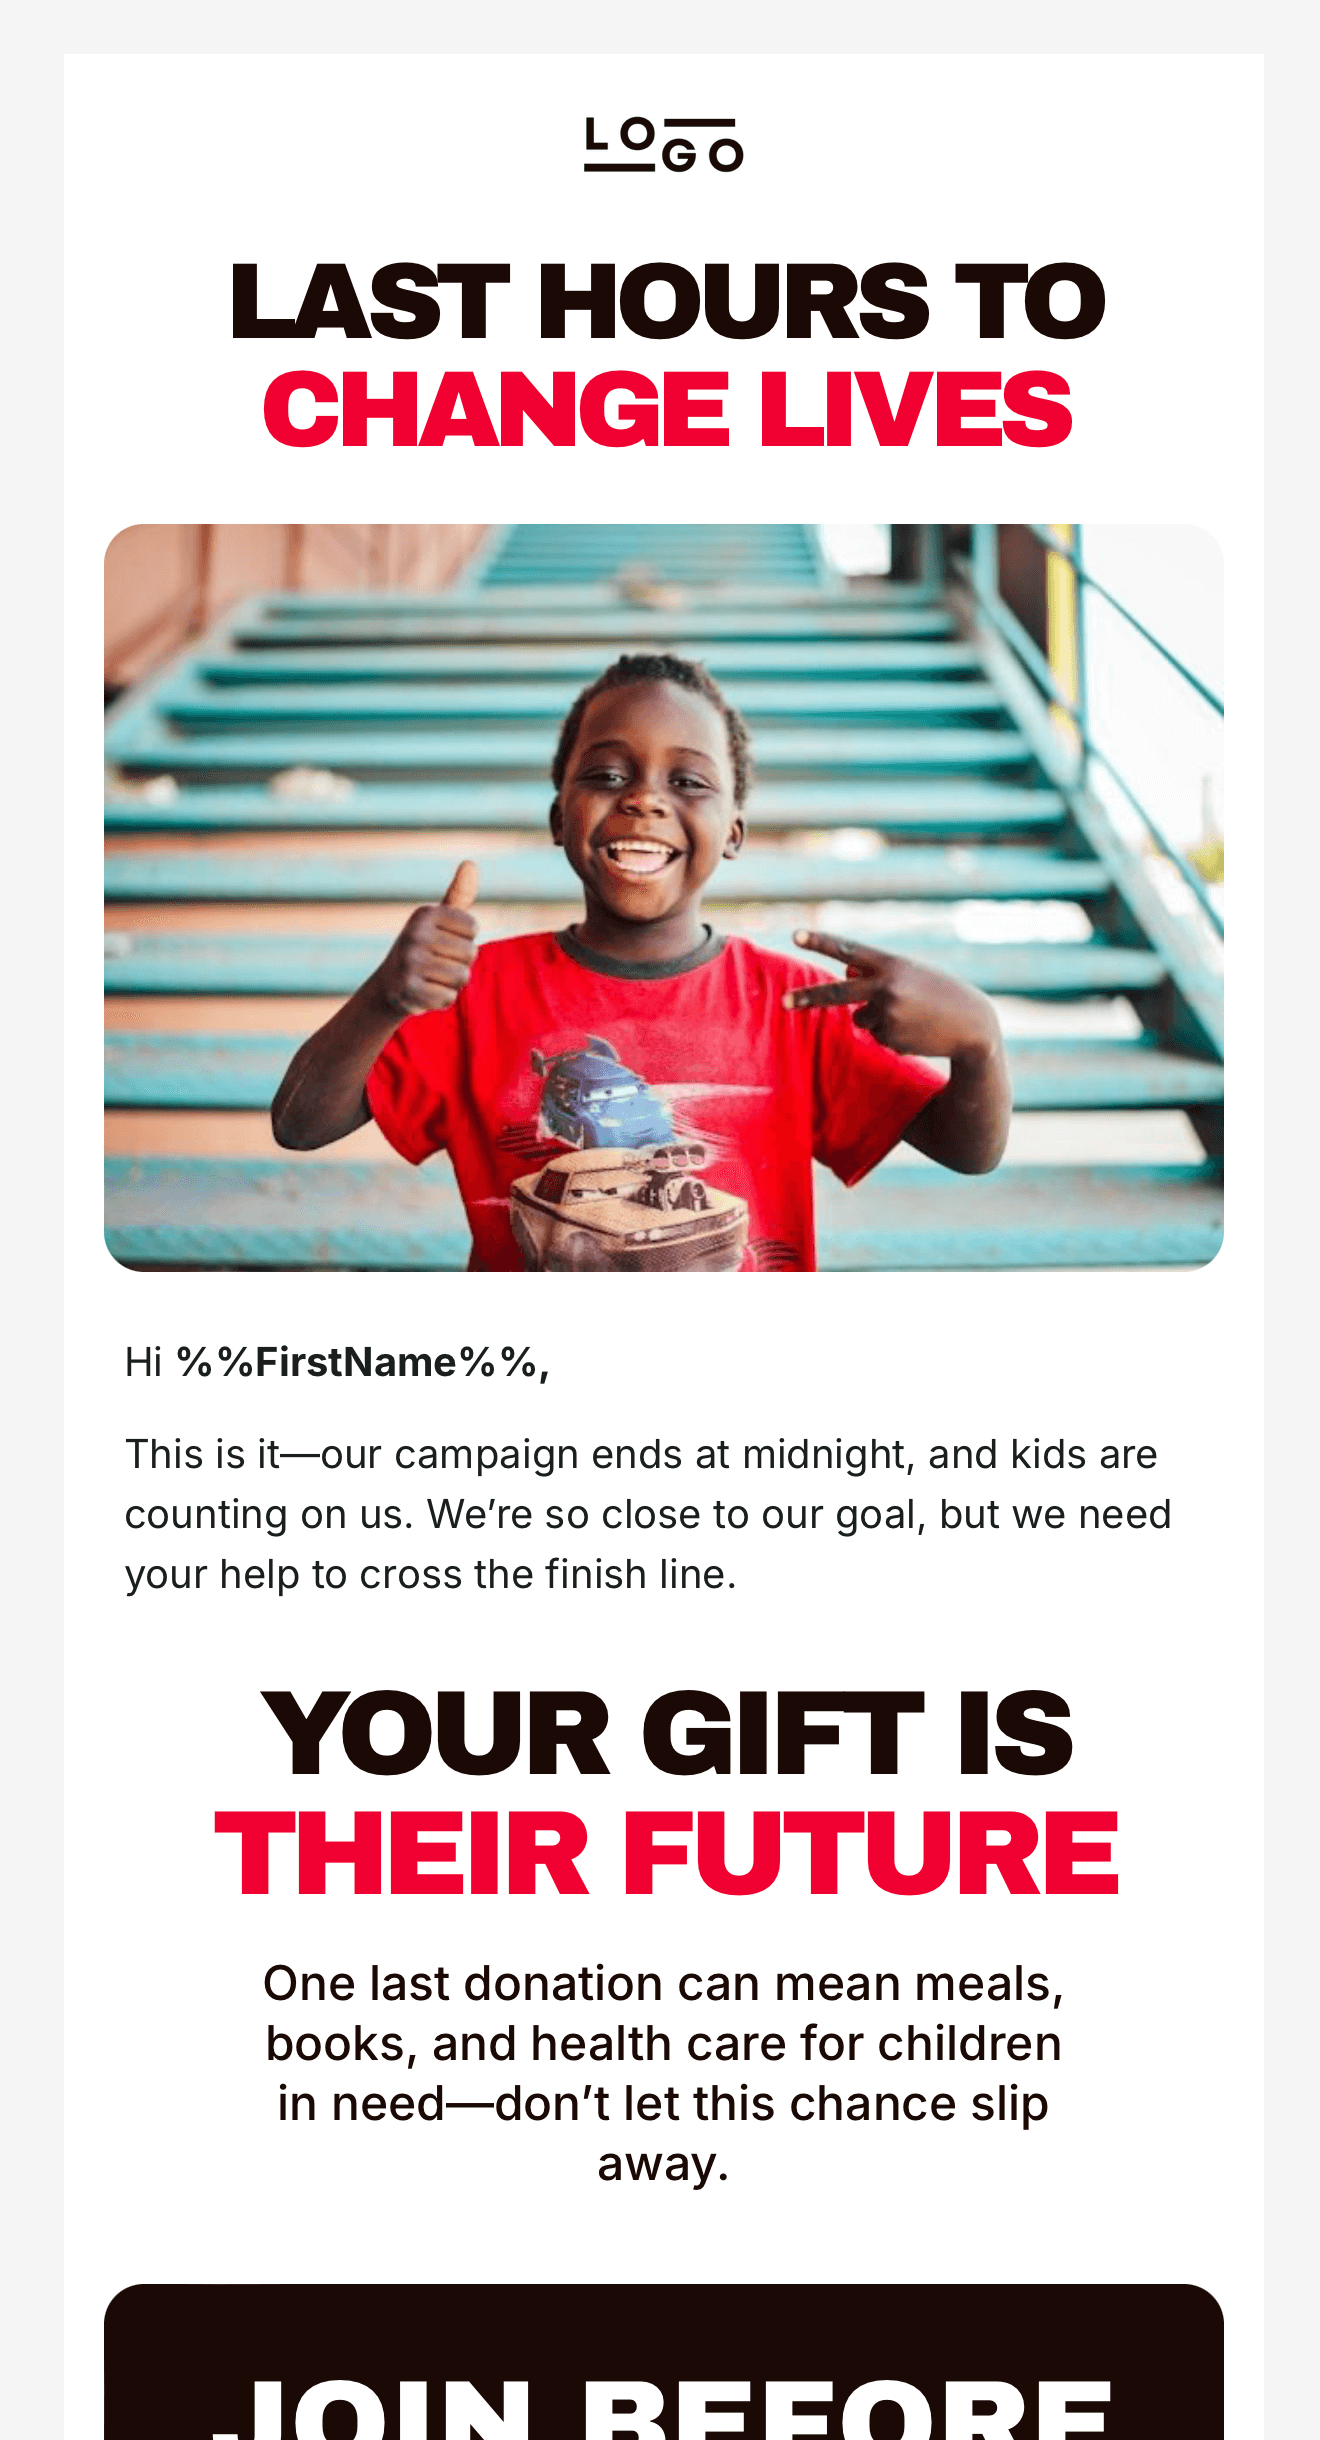 LOGO
LAST HOURS TO
CHANGE LIVES
Hi %%FirstName%%,
This is it—our campaign ends at midnight, and kids are
counting on us. We’re so close to our goal, but we need
your help to cross the finish line.
YOUR GIFT IS
THEIR FUTURE
One last donation can mean meals,
books, and health care for children
in need—don’t let this chance slip
away.
JOIN BEFORE